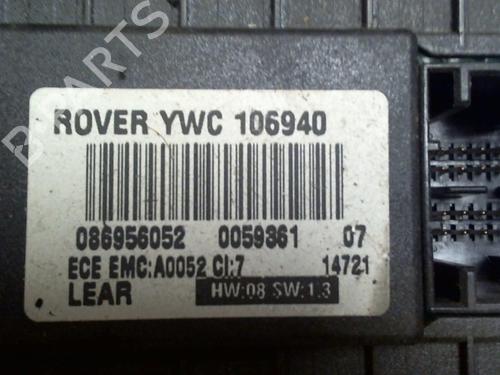 ROVER YWC 106940
086956052 0059361 07
ECE EMC:A0052 CI:7 14721
LEAR HW:08 SW:1.3